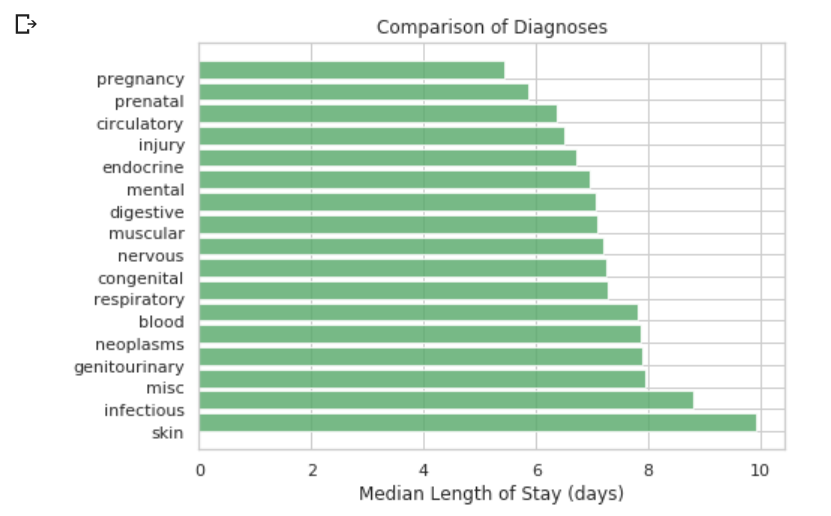 Comparison of Diagnoses
pregnancy
prenatal
circulatory
injury
endocrine
mental
digestive
muscular
nervous
congenital
respiratory
blood
neoplasms
genitourinary
misc
infectious
skin
0 2 4 6 8 10
Median Length of Stay (days)